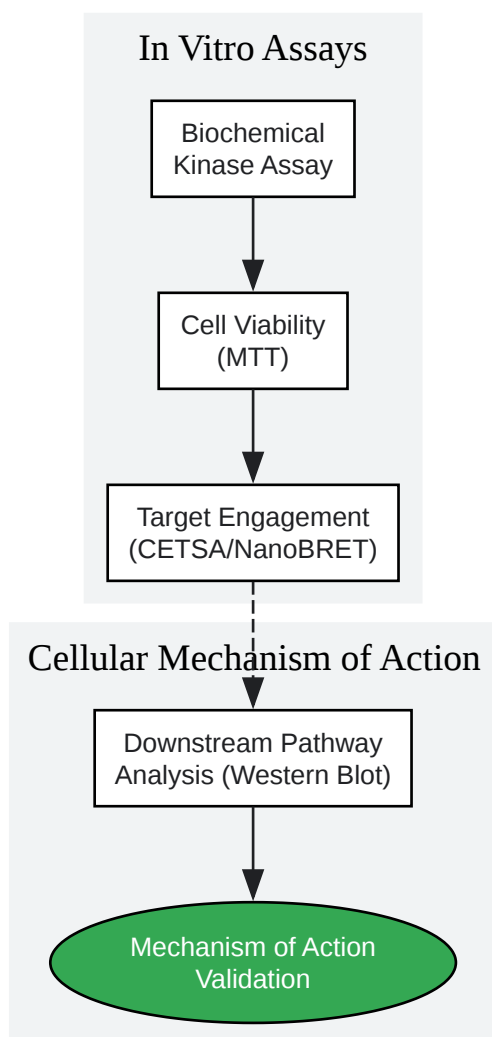 In Vitro Assays
Biochemical
Kinase Assay
Cell Viability
(MTT)
Target Engagement
(CETSA/NanoBRET)
Cellular Mechanism of Action
Downstream Pathway
Analysis (Western Blot)
Mechanism of Action
Validation